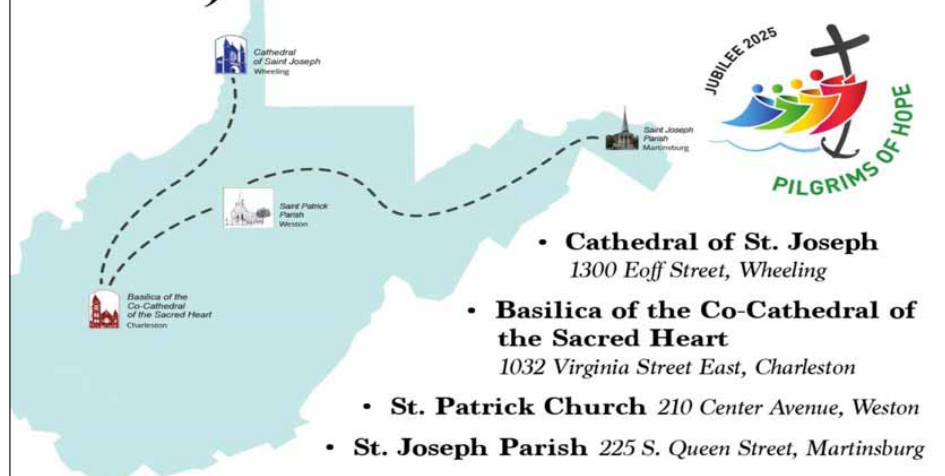 Cathedral
of Saint Joseph
Wheeling
JUBILEE 2025
PILGRIMS OF HOPE
Saint Joseph
Parish
Martinsburg
Saint Patrick
Parish
Weston
Basilica of the
Co-Cathedral
of the Sacred Heart
Charleston
• Cathedral of St. Joseph
1300 Eoff Street, Wheeling
• Basilica of the Co-Cathedral of
the Sacred Heart
1032 Virginia Street East, Charleston
• St. Patrick Church 210 Center Avenue, Weston
• St. Joseph Parish 225 S. Queen Street, Martinsburg